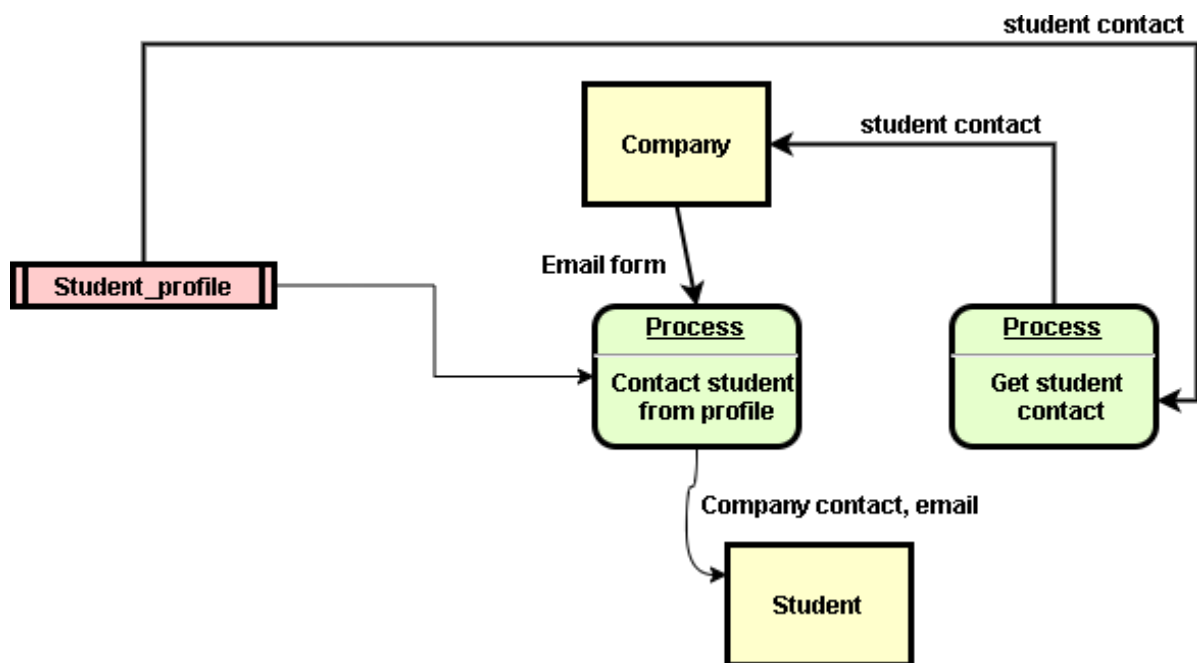 student contact
Company
student contact
Email form
Student_profile
Process
Contact student
from profile
Process
Get student
contact
Company contact, email
Student